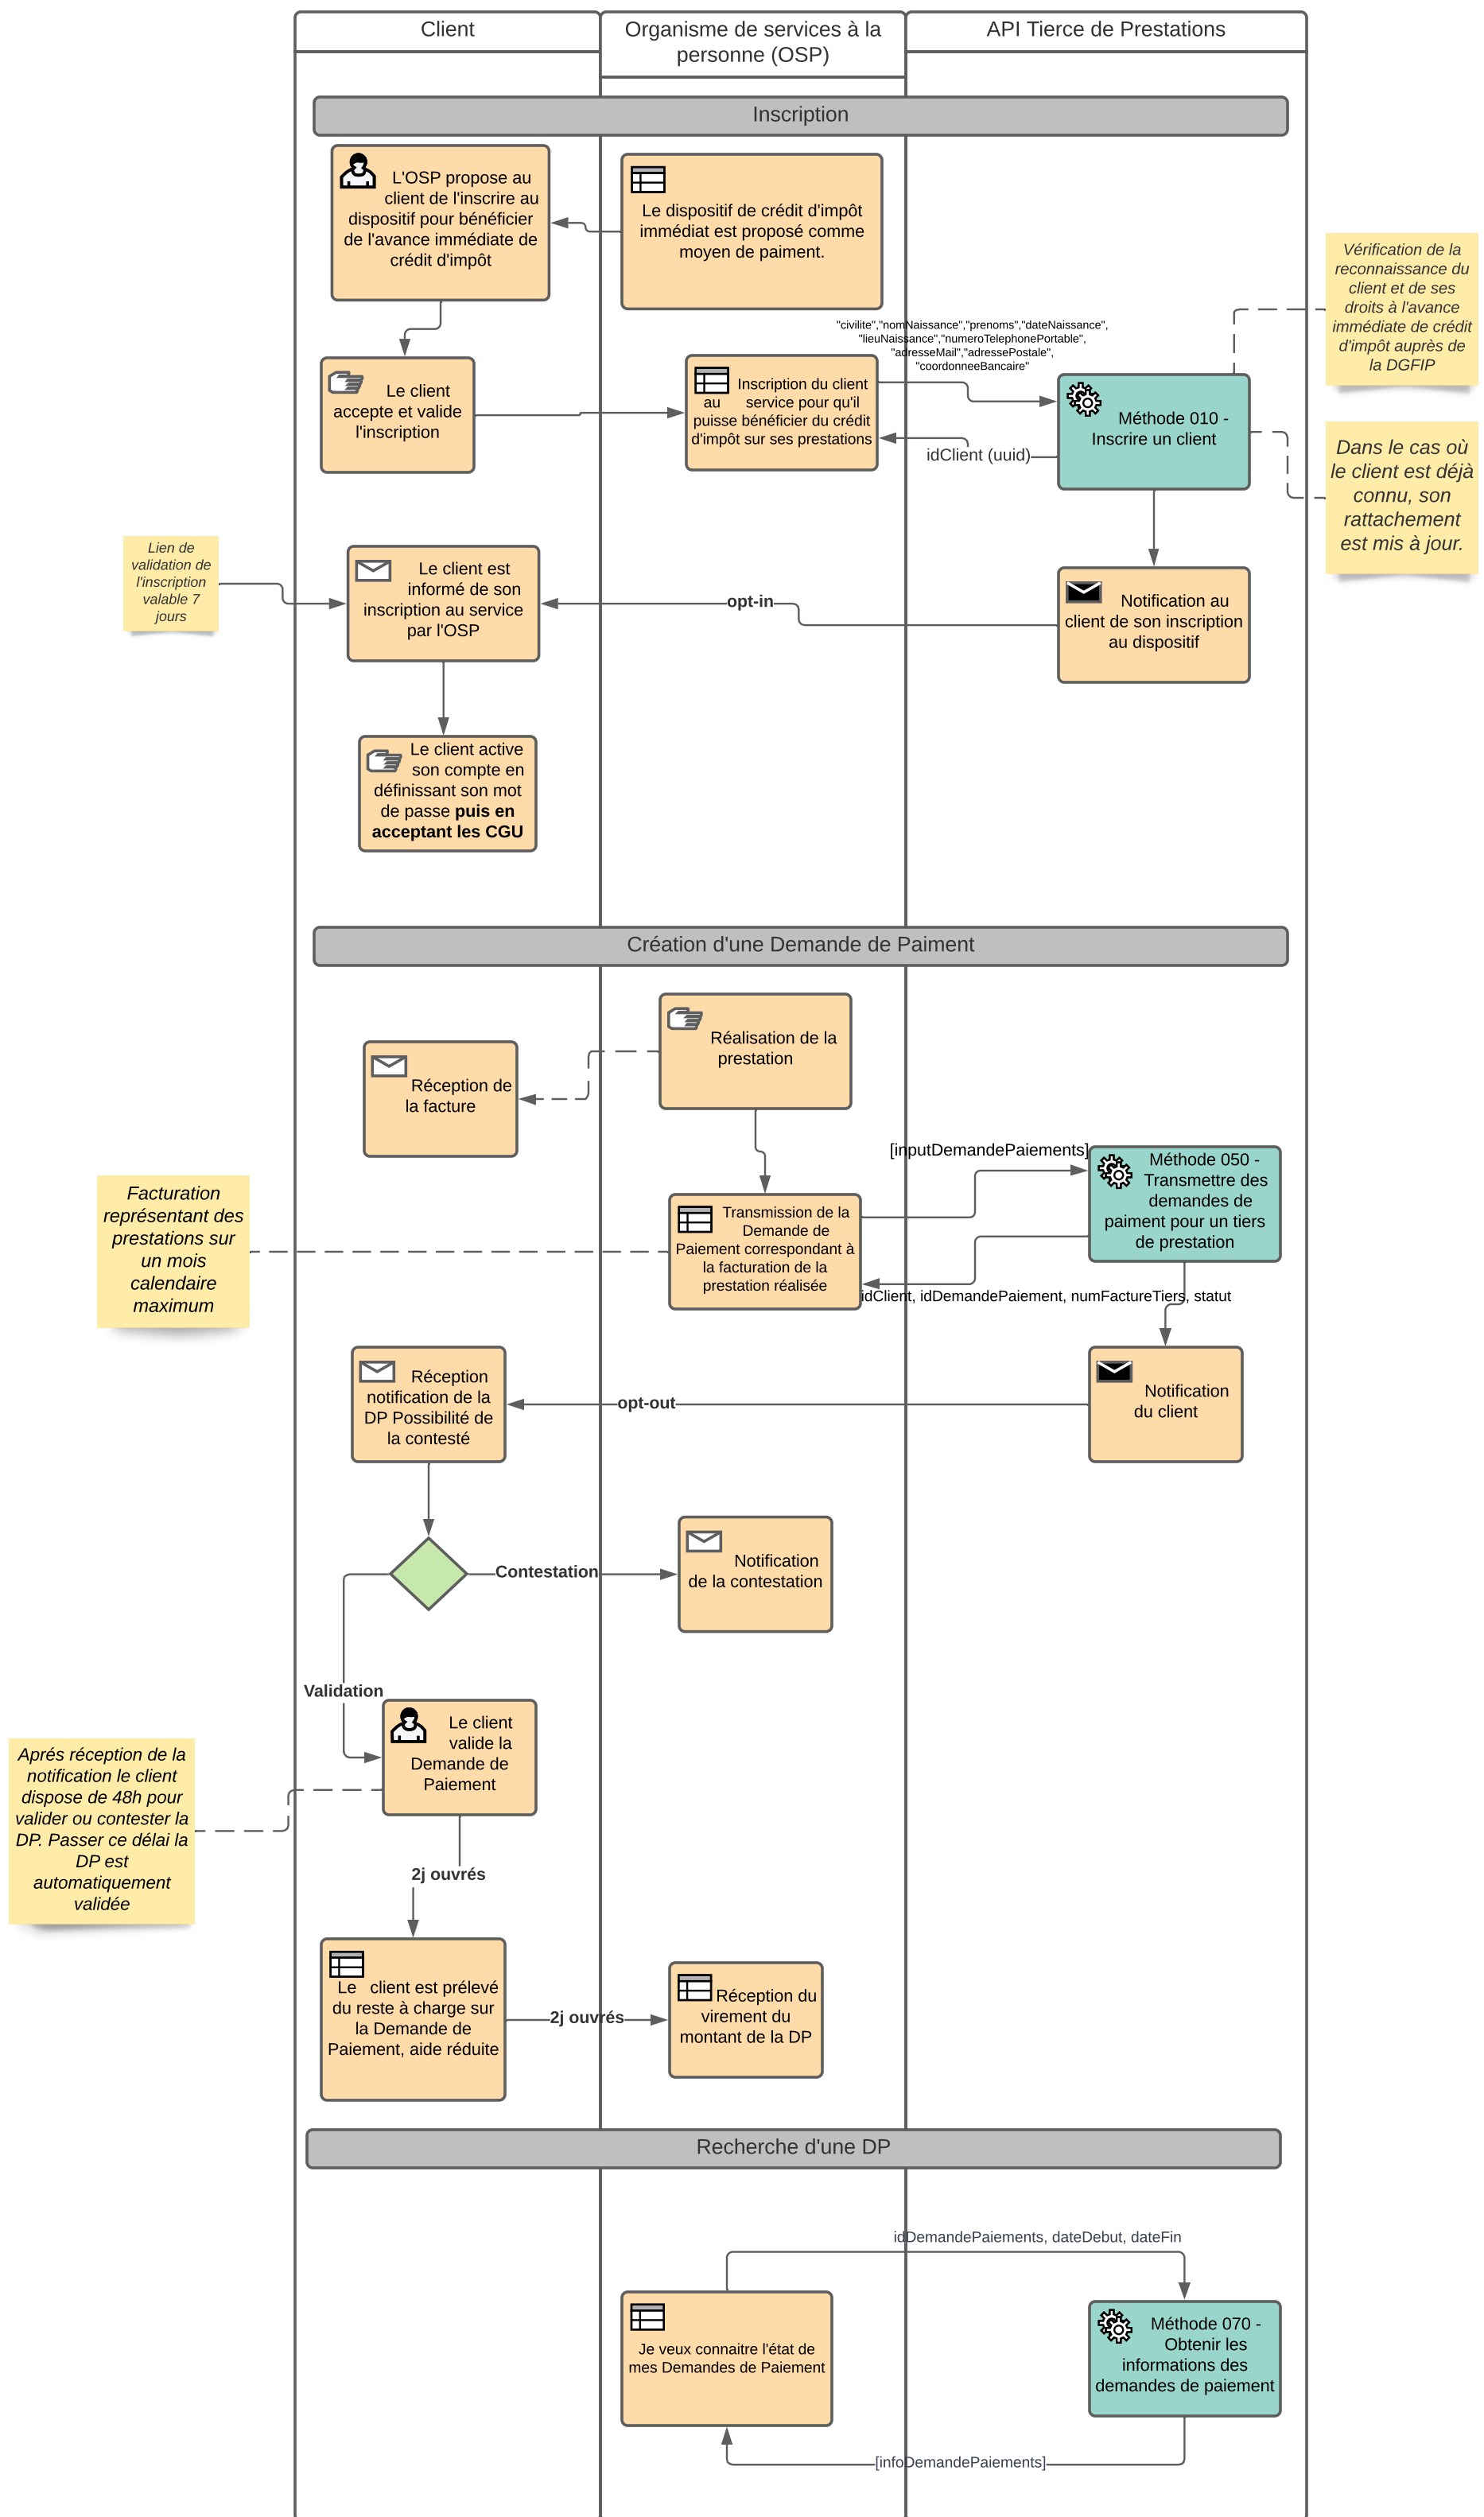 Client
Organisme de services à la
personne (OSP)
API Tierce de Prestations
Inscription
L'OSP propose au
client de l'inscrire au
dispositif pour bénéficier
de l'avance immédiate de
crédit d'impôt
Le dispositif de crédit d'impôt
immédiat est proposé comme
moyen de paiment.
Vérification de la
reconnaissance du
client et de ses
droits à l'avance
immédiate de crédit
d'impôt auprès de
la DGFIP
"civilite","nomNaissance","prenoms","dateNaissance",
"lieuNaissance","numeroTelephonePortable",
"adresseMail","adressePostale",
"coordonneeBancaire"
Le client
accepte et valide
l'inscription
Inscription du client
au service pour qu'il
puisse bénéficier du crédit
d'impôt sur ses prestations
Méthode 010 -
Inscrire un client
idClient (uuid)
Dans le cas où
le client est déjà
connu, son
rattachement
est mis à jour.
Lien de
validation de
l'inscription
valable 7
jours
Le client est
informé de son
inscription au service
par l'OSP
opt-in
Notification au
client de son inscription
au dispositif
Le client active
son compte en
définissant son mot
de passe puis en
acceptant les CGU
Création d'une Demande de Paiment
Réalisation de la
prestation
Réception de
la facture
[inputDemandePaiements]
Méthode 050 -
Transmettre des
demandes de
paiment pour un tiers
de prestation
Facturation
représentant des
prestations sur
un mois
calendaire
maximum
Transmission de la
Demande de
Paiement correspondant à
la facturation de la
prestation réalisée
idClient, idDemandePaiement, numFactureTiers, statut
Réception
notification de la
DP Possibilité de
la contesté
opt-out
Notification
du client
Contestation
Notification
de la contestation
Validation
Le client
valide la
Demande de
Paiement
Aprés réception de la
notification le client
dispose de 48h pour
valider ou contester la
DP. Passer ce délai la
DP est
automatiquement
validée
2j ouvrés
Le client est prélevé
du reste à charge sur
la Demande de
Paiement, aide réduite
2j ouvrés
Réception du
virement du
montant de la DP
Recherche d'une DP
idDemandePaiements, dateDebut, dateFin
Je veux connaitre l'état de
mes Demandes de Paiement
Méthode 070 -
Obtenir les
informations des
demandes de paiement
[infoDemandePaiements]